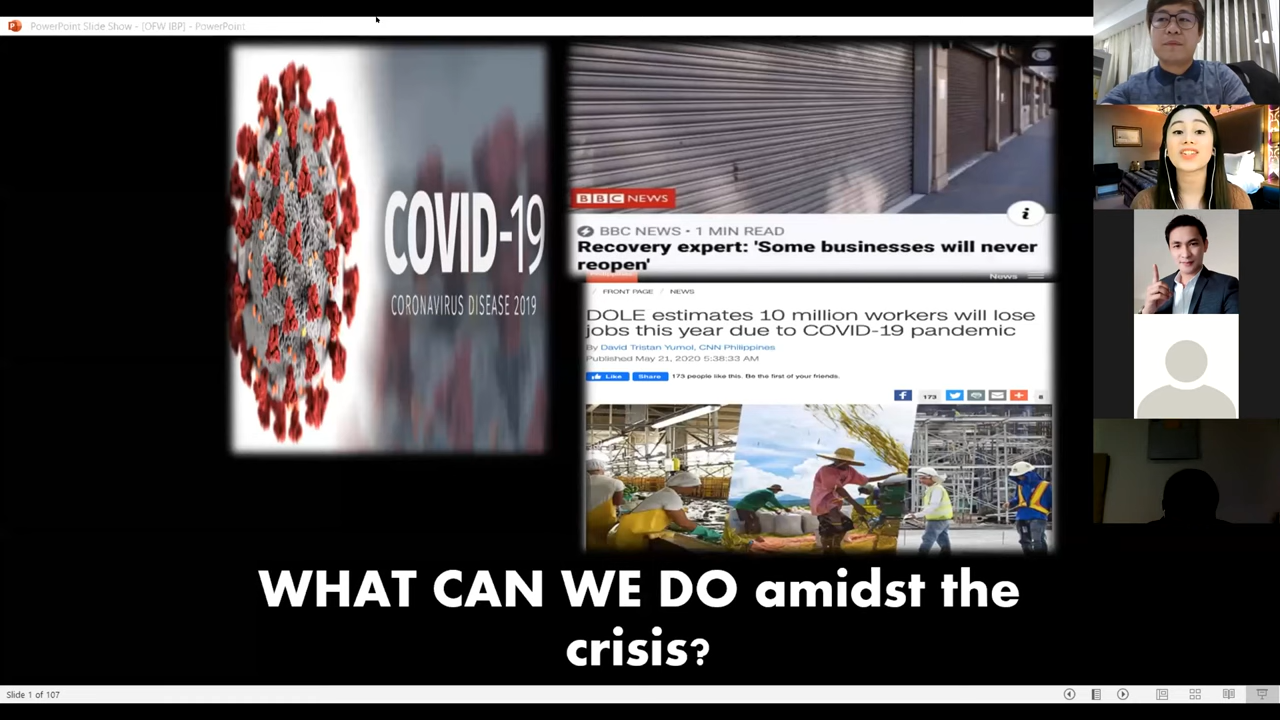 PowerPoint Slide Show - [OFW IBP] - PowerPoint
COVID-19
CORONAVIRUS DISEASE 2019
BBC NEWS
BBC NEWS • 1 MIN READ
Recovery expert: 'Some businesses will never
reopen'
News
/ FRONT PAGE / NEWS
DOLE estimates 10 million workers will lose
jobs this year due to COVID-19 pandemic
By David Tristan Yumol, CNN Philippines
Published May 21, 2020 5:38:33 AM
Like Share 173 people like this. Be the first of your friends.
173 8
WHAT CAN WE DO amidst the
crisis?
Slide 1 of 107